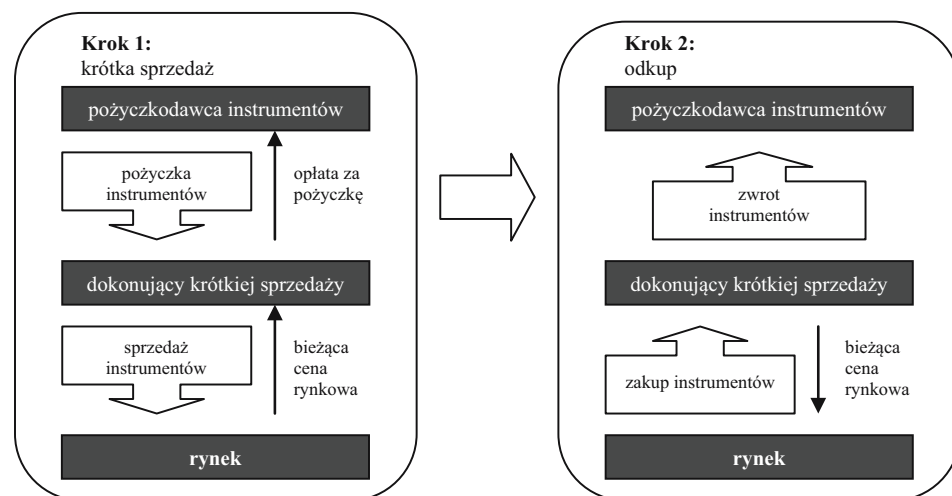 Krok 1:
krótka sprzedaż
pożyczkodawca instrumentów
pożyczka
instrumentów
opłata za
pożyczkę
dokonujący krótkiej sprzedaży
sprzedaż
instrumentów
bieżąca
cena
rynkowa
rynek
Krok 2:
odkup
pożyczkodawca instrumentów
zwrot
instrumentów
dokonujący krótkiej sprzedaży
zakup instrumentów
bieżąca
cena
rynkowa
rynek